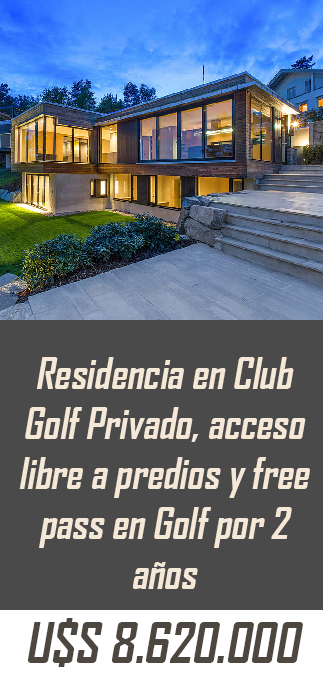 Residencia en Club
Golf Privado, acceso
libre a predios y free
pass en Golf por 2
años
U$S 8.620.000